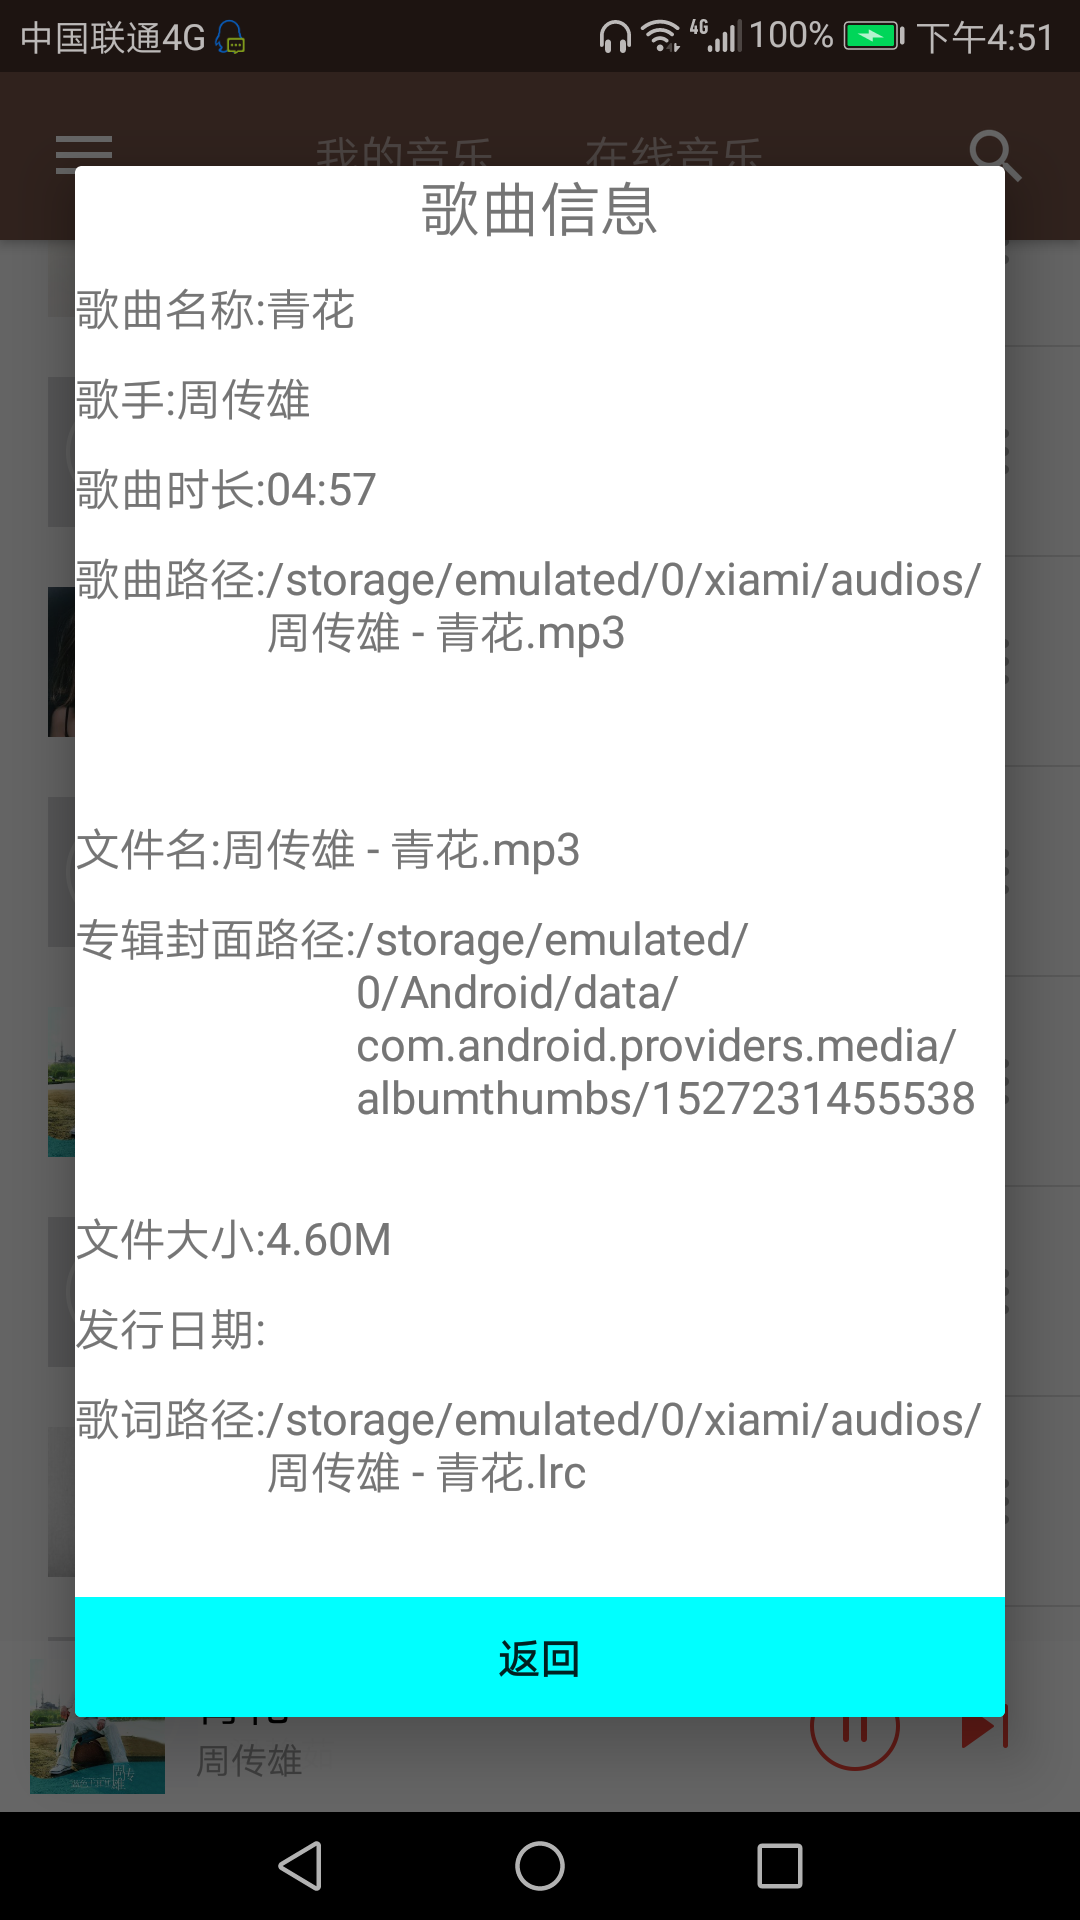 中国联通4G 4G 100% 下午4:51
我的音乐 在线音乐
歌曲信息
歌曲名称:青花
歌手:周传雄
歌曲时长:04:57
歌曲路径:/storage/emulated/0/xiami/audios/
周传雄 - 青花.mp3
文件名:周传雄 - 青花.mp3
专辑封面路径:/storage/emulated/
0/Android/data/
com.android.providers.media/
albumthumbs/1527231455538
文件大小:4.60M
发行日期:
歌词路径:/storage/emulated/0/xiami/audios/
周传雄 - 青花.lrc
返回
周传雄